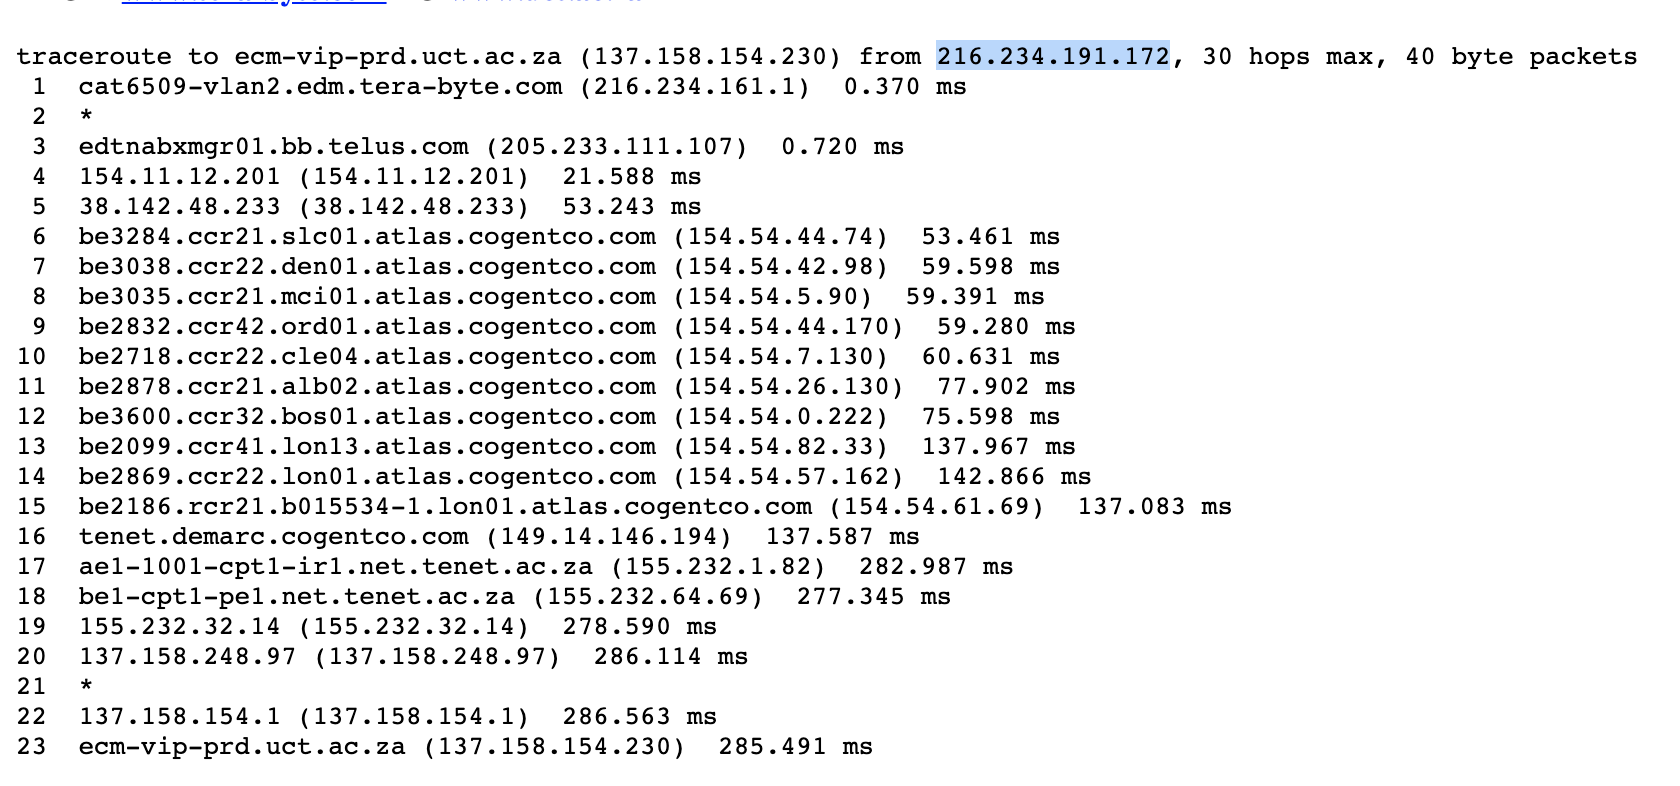 traceroute to ecm-vip-prd.uct.ac.za (137.158.154.230) from 216.234.191.172, 30 hops max, 40 byte packets
1 cat6509-vlan2.edm.tera-byte.com (216.234.161.1) 0.370 ms
2 *
3 edtnabxmgr01.bb.telus.com (205.233.111.107) 0.720 ms
4 154.11.12.201 (154.11.12.201) 21.588 ms
5 38.142.48.233 (38.142.48.233) 53.243 ms
6 be3284.ccr21.slc01.atlas.cogentco.com (154.54.44.74) 53.461 ms
7 be3038.ccr22.den01.atlas.cogentco.com (154.54.42.98) 59.598 ms
8 be3035.ccr21.mci01.atlas.cogentco.com (154.54.5.90) 59.391 ms
9 be2832.ccr42.ord01.atlas.cogentco.com (154.54.44.170) 59.280 ms
10 be2718.ccr22.cle04.atlas.cogentco.com (154.54.7.130) 60.631 ms
11 be2878.ccr21.alb02.atlas.cogentco.com (154.54.26.130) 77.902 ms
12 be3600.ccr32.bos01.atlas.cogentco.com (154.54.0.222) 75.598 ms
13 be2099.ccr41.lon13.atlas.cogentco.com (154.54.82.33) 137.967 ms
14 be2869.ccr22.lon01.atlas.cogentco.com (154.54.57.162) 142.866 ms
15 be2186.rcr21.b015534-1.lon01.atlas.cogentco.com (154.54.61.69) 137.083 ms
16 tenet.demarc.cogentco.com (149.14.146.194) 137.587 ms
17 ae1-1001-cpt1-ir1.net.tenet.ac.za (155.232.1.82) 282.987 ms
18 be1-cpt1-pe1.net.tenet.ac.za (155.232.64.69) 277.345 ms
19 155.232.32.14 (155.232.32.14) 278.590 ms
20 137.158.248.97 (137.158.248.97) 286.114 ms
21 *
22 137.158.154.1 (137.158.154.1) 286.563 ms
23 ecm-vip-prd.uct.ac.za (137.158.154.230) 285.491 ms